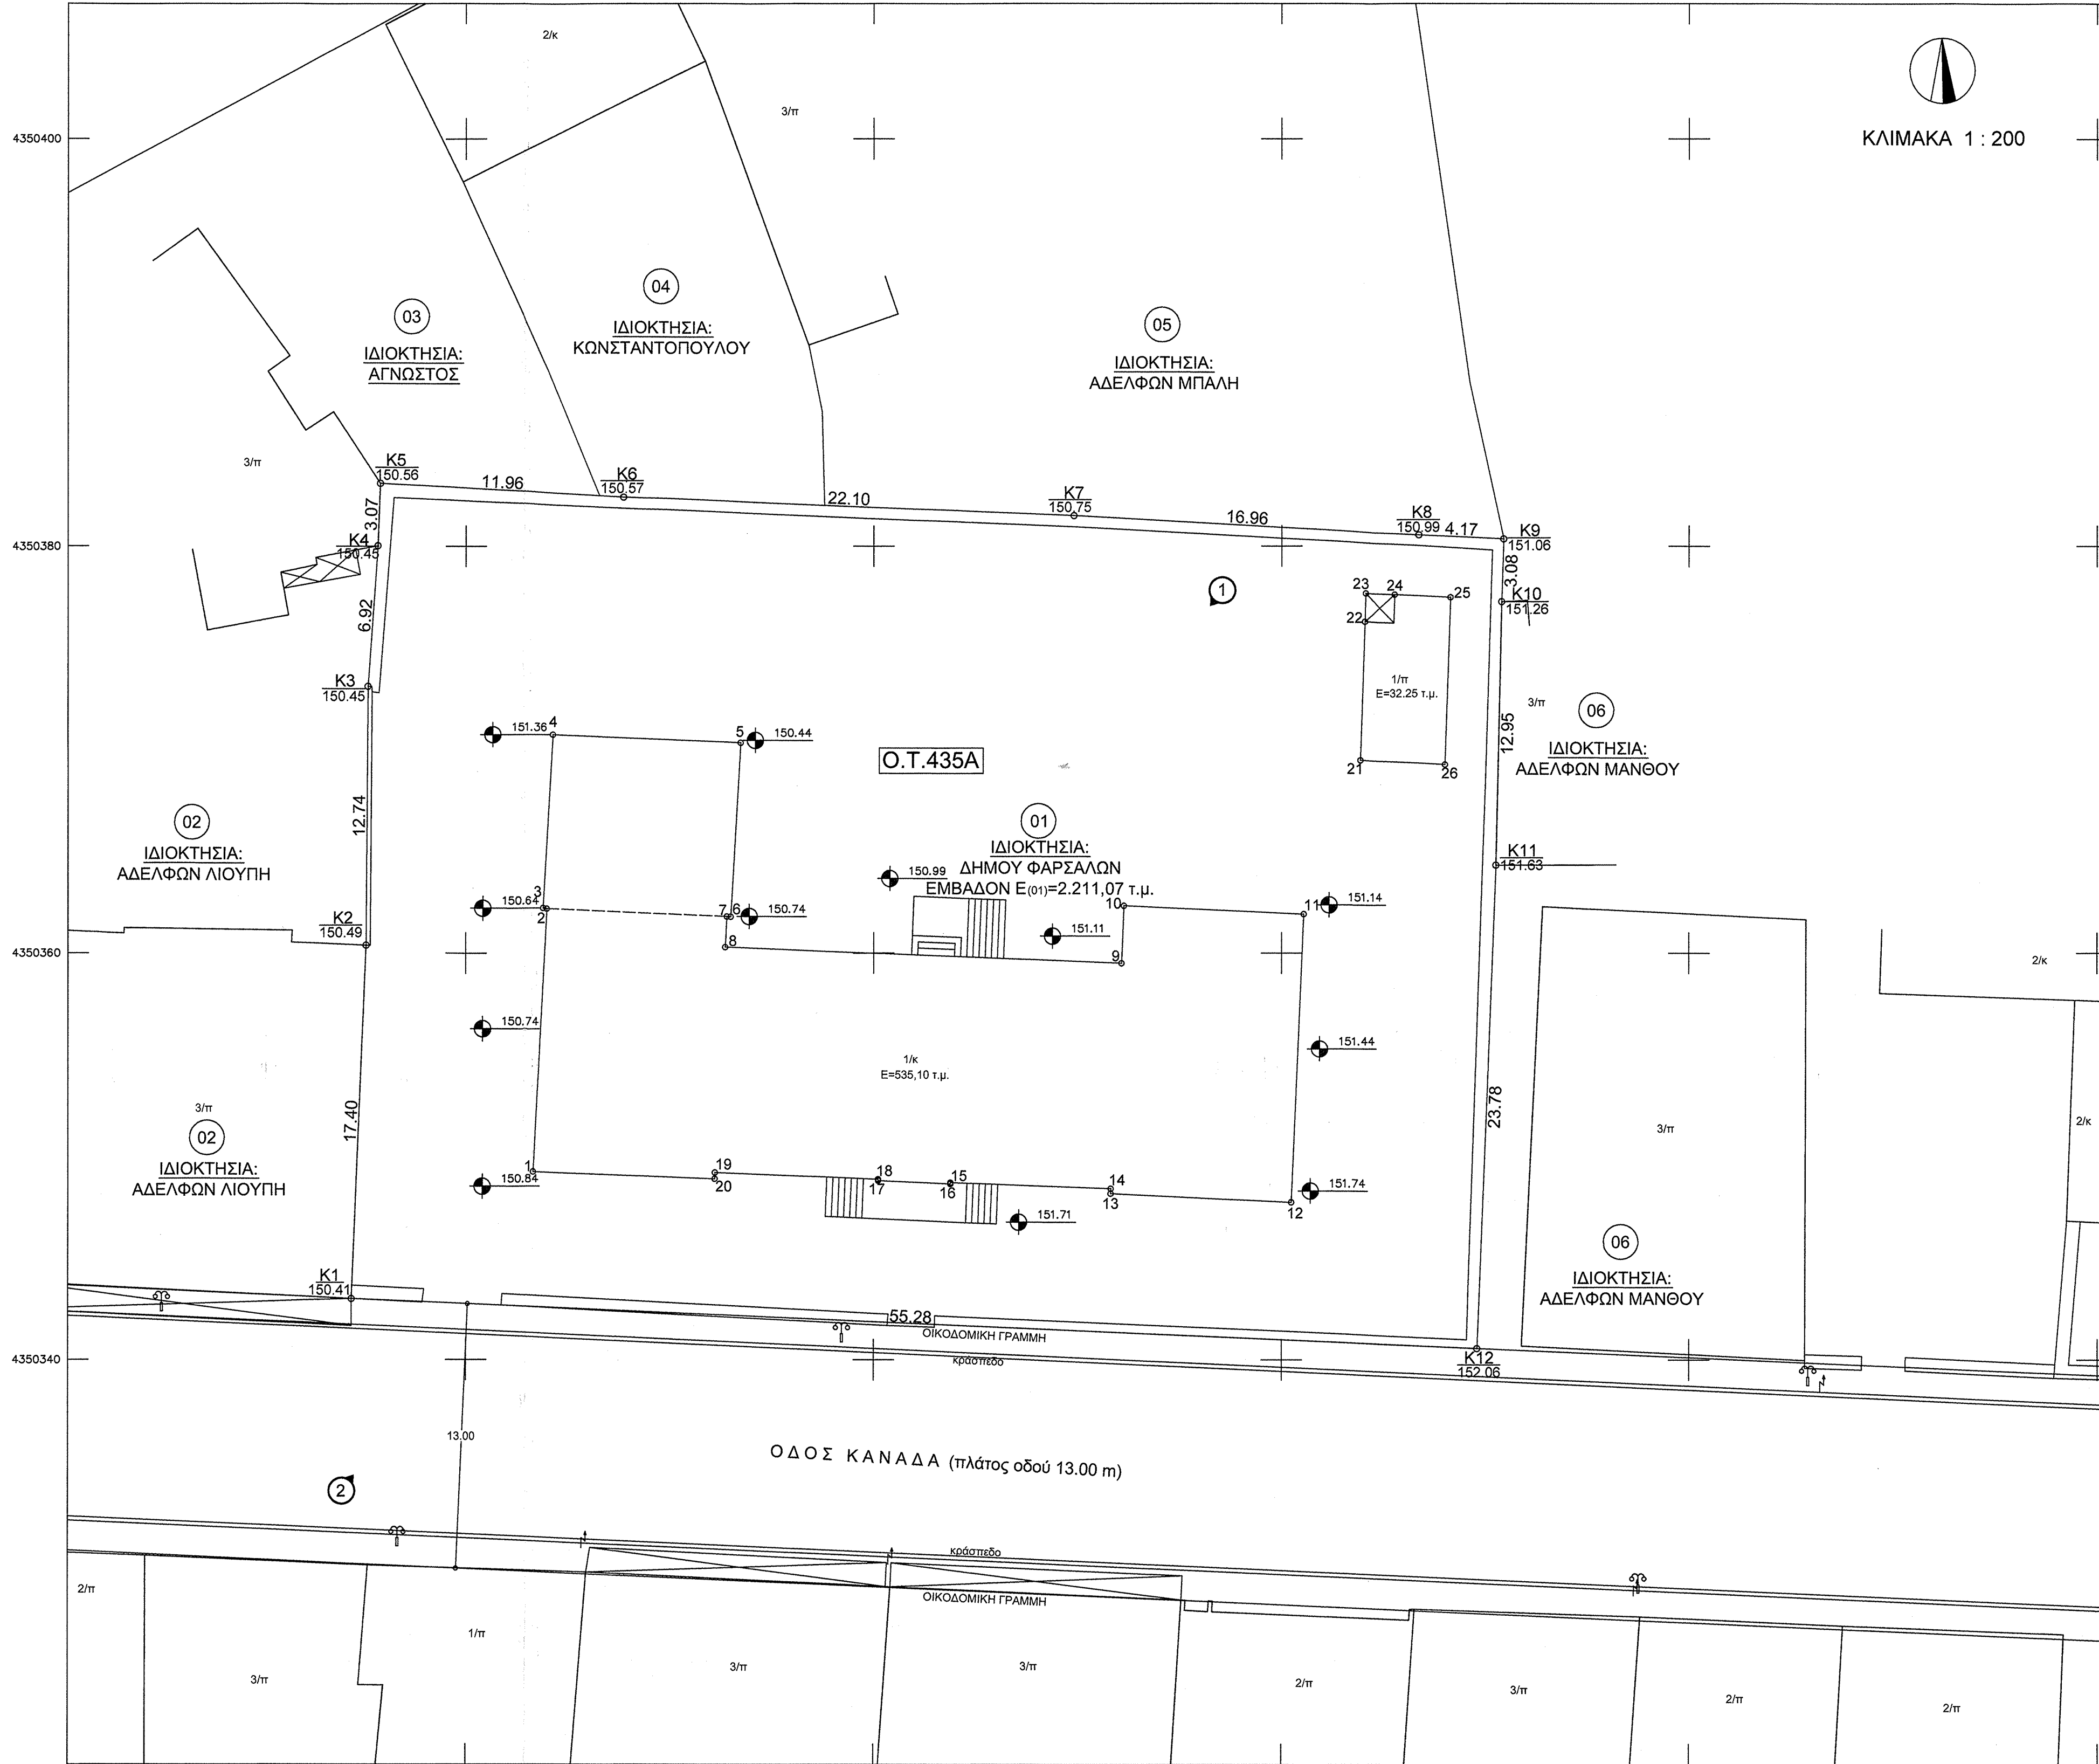 2/κ
3/π
4350400
ΚΛΙΜΑΚΑ 1 : 200
04
ΙΔΙΟΚΤΗΣΙΑ:
ΚΩΝΣΤΑΝΤΟΠΟΥΛΟΥ
03
ΙΔΙΟΚΤΗΣΙΑ:
ΑΓΝΩΣΤΟΣ
05
ΙΔΙΟΚΤΗΣΙΑ:
ΑΔΕΛΦΩΝ ΜΠΑΛΗ
3/π
K5
150.56
11.96
K6
150.57
22.10
K7
150.75
16.96
K8
150.99
4.17
K9
151.06
3.07
K4
150.45
4350380
3.08
K10
151.26
1
23
24
25
22
6.92
K3
150.45
1/π
Ε=32.25 τ.μ.
3/π
06
ΙΔΙΟΚΤΗΣΙΑ:
ΑΔΕΛΦΩΝ ΜΑΝΘΟΥ
12.95
151.36
4
5
150.44
Ο.Τ.435Α
21
26
12.74
02
ΙΔΙΟΚΤΗΣΙΑ:
ΑΔΕΛΦΩΝ ΛΙΟΥΠΗ
01
ΙΔΙΟΚΤΗΣΙΑ:
ΔΗΜΟΥ ΦΑΡΣΑΛΩΝ
ΕΜΒΑΔΟΝ Ε(01)=2.211,07 τ.μ.
K11
151.63
150.99
150.64
3
2
7
6
150.74
8
10
11
151.14
151.11
9
K2
150.49
4350360
2/κ
150.74
151.44
1/κ
Ε=535,10 τ.μ.
17.40
23.78
3/π
02
ΙΔΙΟΚΤΗΣΙΑ:
ΑΔΕΛΦΩΝ ΛΙΟΥΠΗ
3/π
2/κ
1
150.84
19
20
18
17
15
16
14
13
12
151.74
151.71
06
ΙΔΙΟΚΤΗΣΙΑ:
ΑΔΕΛΦΩΝ ΜΑΝΘΟΥ
K1
150.41
55.28
ΟΙΚΟΔΟΜΙΚΗ ΓΡΑΜΜΗ
κράσπεδο
4350340
K12
152.06
13.00
ΟΔΟΣ ΚΑΝΑΔΑ (πλάτος οδού 13.00 m)
2
κράσπεδο
ΟΙΚΟΔΟΜΙΚΗ ΓΡΑΜΜΗ
2/π
3/π
1/π
3/π
3/π
2/π
3/π
2/π
2/π